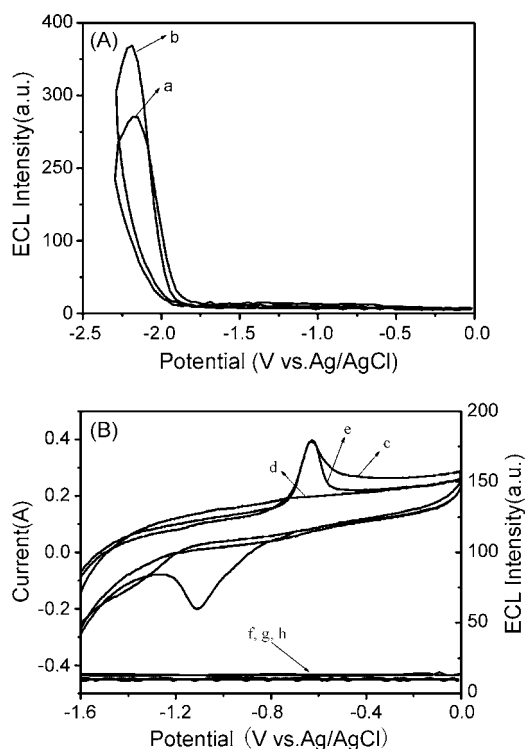 (A)
b
a
400
250
100
0
ECL Intensity(a.u.)
-2.5 -2.0 -1.5 -1.0 -0.5 0.0
Potential (V vs.Ag/AgCl)
(B)
c
e
d
f, g, h
0.4
0.2
0.0
-0.2
-0.4
Current(A)
200
150
100
50
0
ECL Intensity(a.u.)
-1.6 -1.2 -0.8 -0.4 0.0
Potential (V vs.Ag/AgCl)